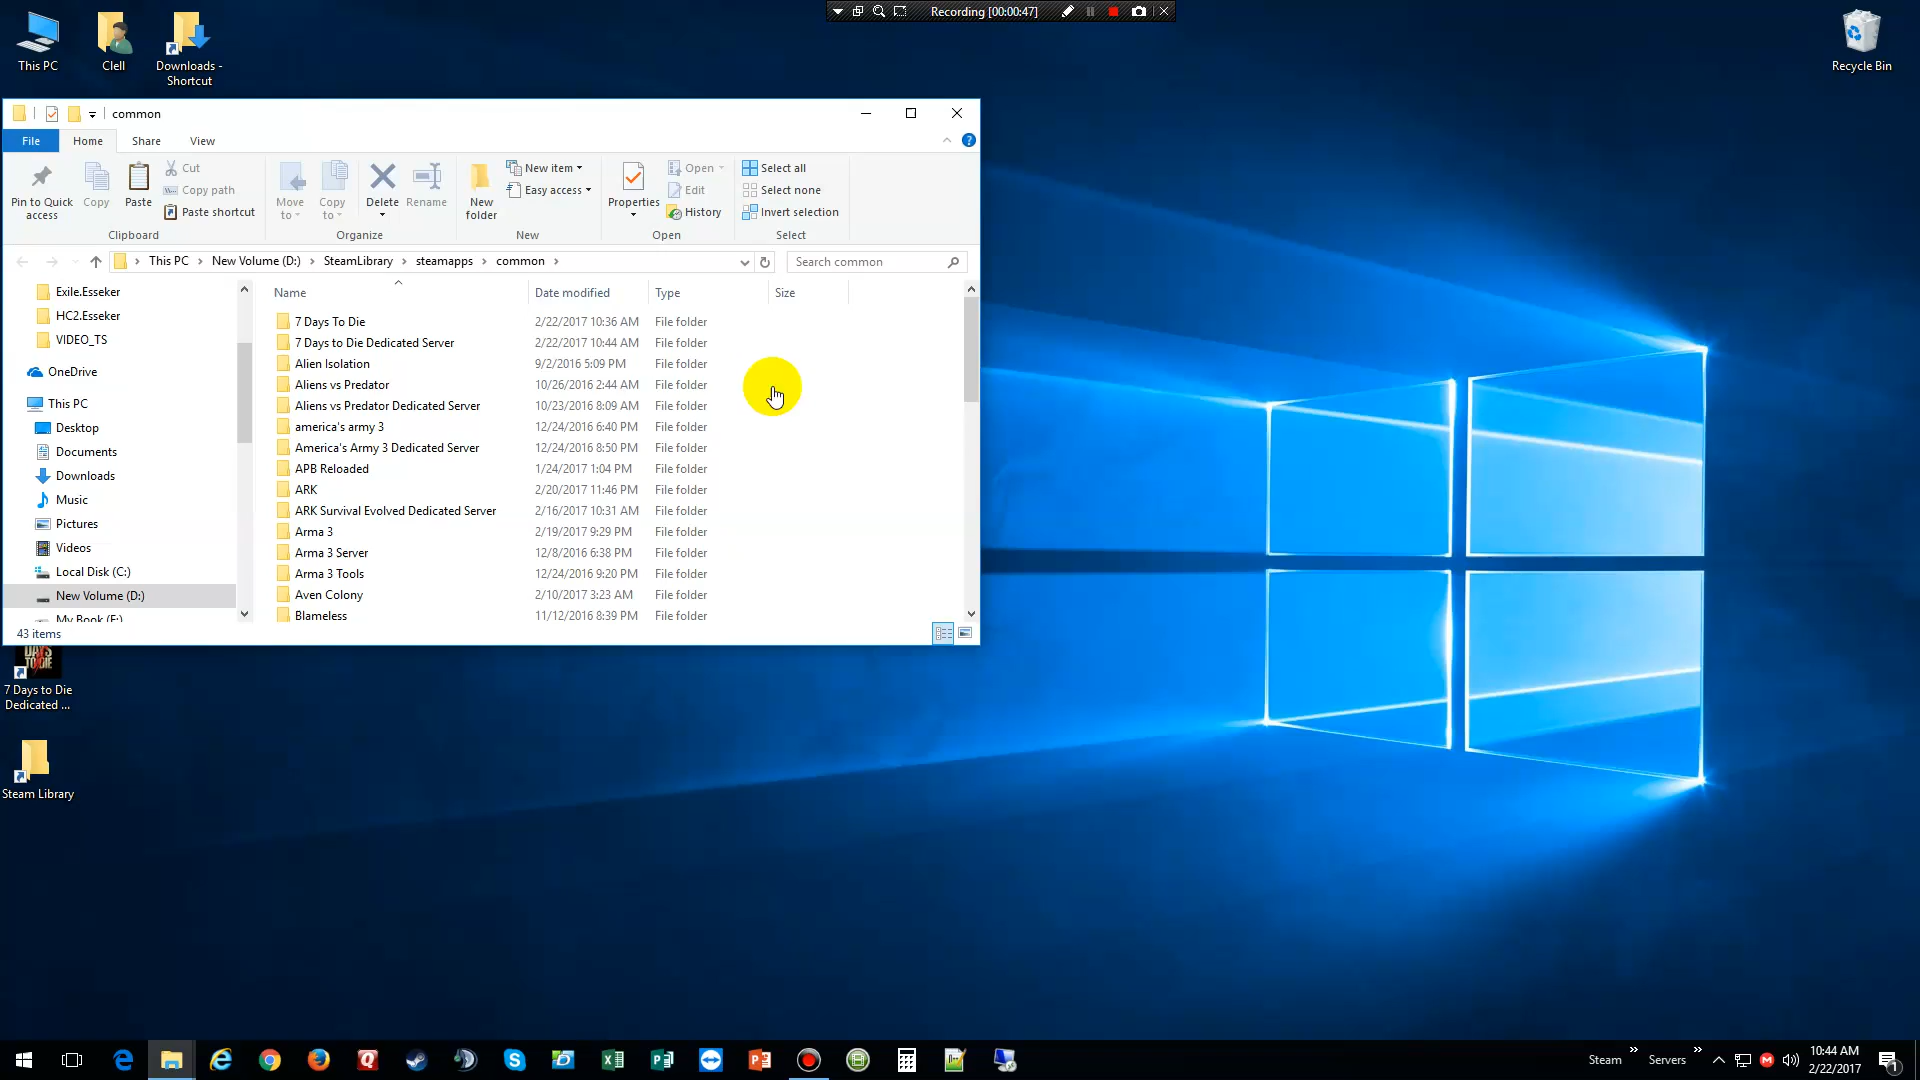 Recording [00:00:47]
This PC
Clell
Downloads -
Shortcut
Recycle Bin
common
File
Home
Share
View
Pin to Quick
access
Copy
Paste
Cut
Copy path
Paste shortcut
Clipboard
Move
to
Copy
to
Delete
Rename
Organize
New
folder
New item
Easy access
New
Properties
Open
Edit
History
Open
Select all
Select none
Invert selection
Select
This PC > New Volume (D:) > SteamLibrary > steamapps > common >
Search common
Exile.Esseker
HC2.Esseker
VIDEO_TS
OneDrive
This PC
Desktop
Documents
Downloads
Music
Pictures
Videos
Local Disk (C:)
New Volume (D:)
My Book (F:)
Name Date modified Type Size
7 Days To Die 2/22/2017 10:36 AM File folder
7 Days to Die Dedicated Server 2/22/2017 10:44 AM File folder
Alien Isolation 9/2/2016 5:09 PM File folder
Aliens vs Predator 10/26/2016 2:44 AM File folder
Aliens vs Predator Dedicated Server 10/23/2016 8:09 AM File folder
america's army 3 12/24/2016 6:40 PM File folder
America's Army 3 Dedicated Server 12/24/2016 8:50 PM File folder
APB Reloaded 1/24/2017 1:04 PM File folder
ARK 2/20/2017 11:46 PM File folder
ARK Survival Evolved Dedicated Server 2/16/2017 10:31 AM File folder
Arma 3 2/19/2017 9:29 PM File folder
Arma 3 Server 12/8/2016 6:38 PM File folder
Arma 3 Tools 12/24/2016 9:20 PM File folder
Aven Colony 2/10/2017 3:23 AM File folder
Blameless 11/12/2016 8:39 PM File folder
43 items
DAYS
TO DIE
7 Days to Die
Dedicated ...
Steam Library
Steam
Servers
10:44 AM
2/22/2017
1